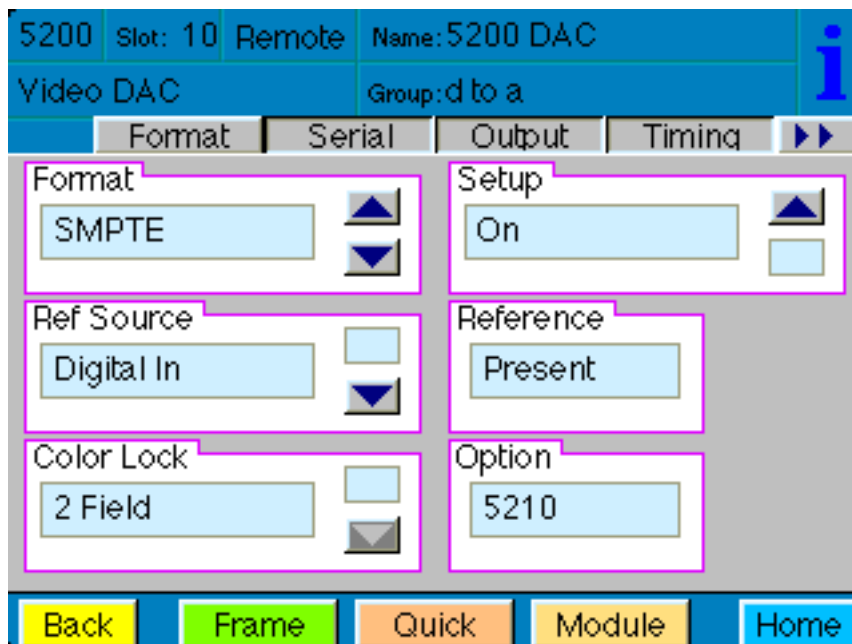 5200 Slot: 10 Remote Name: 5200 DAC i
Video DAC Group: d to a
Format Serial Output Timing
Format Setup
SMPTE On
Ref Source Reference
Digital In Present
Color Lock Option
2 Field 5210
Back Frame Quick Module Home